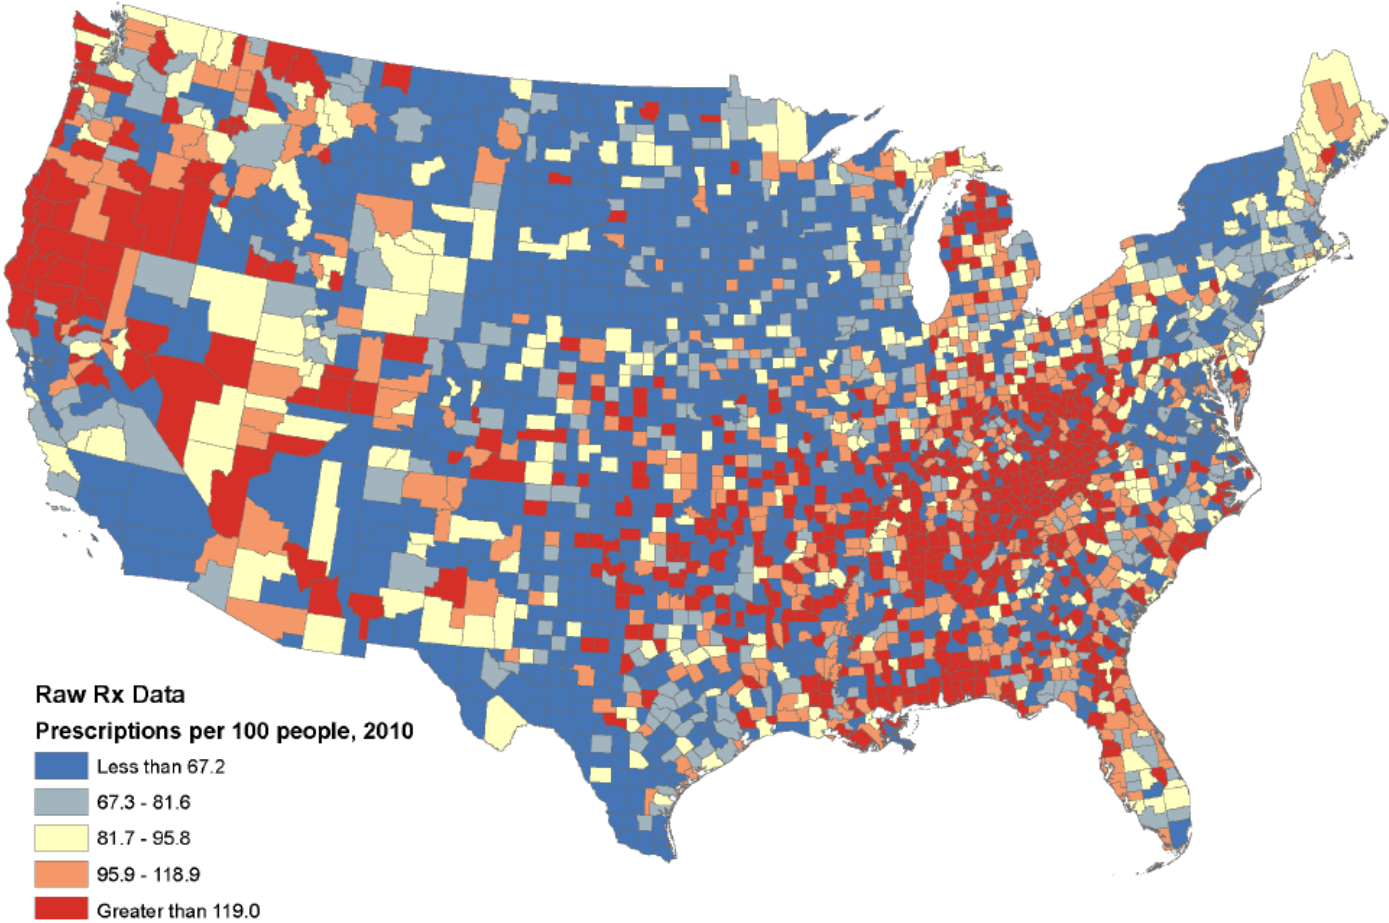 Raw Rx Data
Prescriptions per 100 people, 2010
Less than 67.2
67.3 - 81.6
81.7 - 95.8
95.9 - 118.9
Greater than 119.0